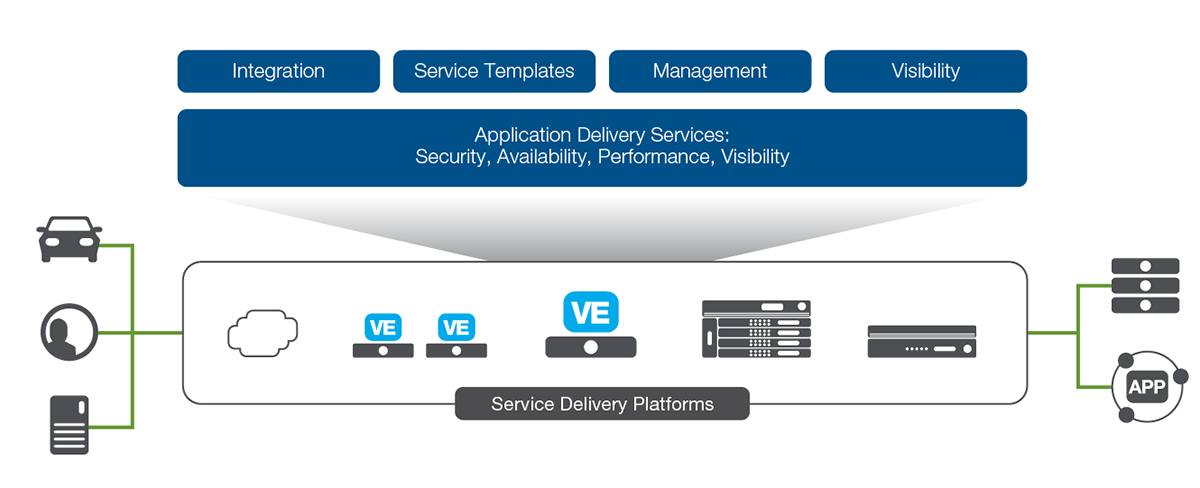 Integration
Service Templates
Management
Visibility
Application Delivery Services:
Security, Availability, Performance, Visibility
VE
VE
VE
APP
Service Delivery Platforms